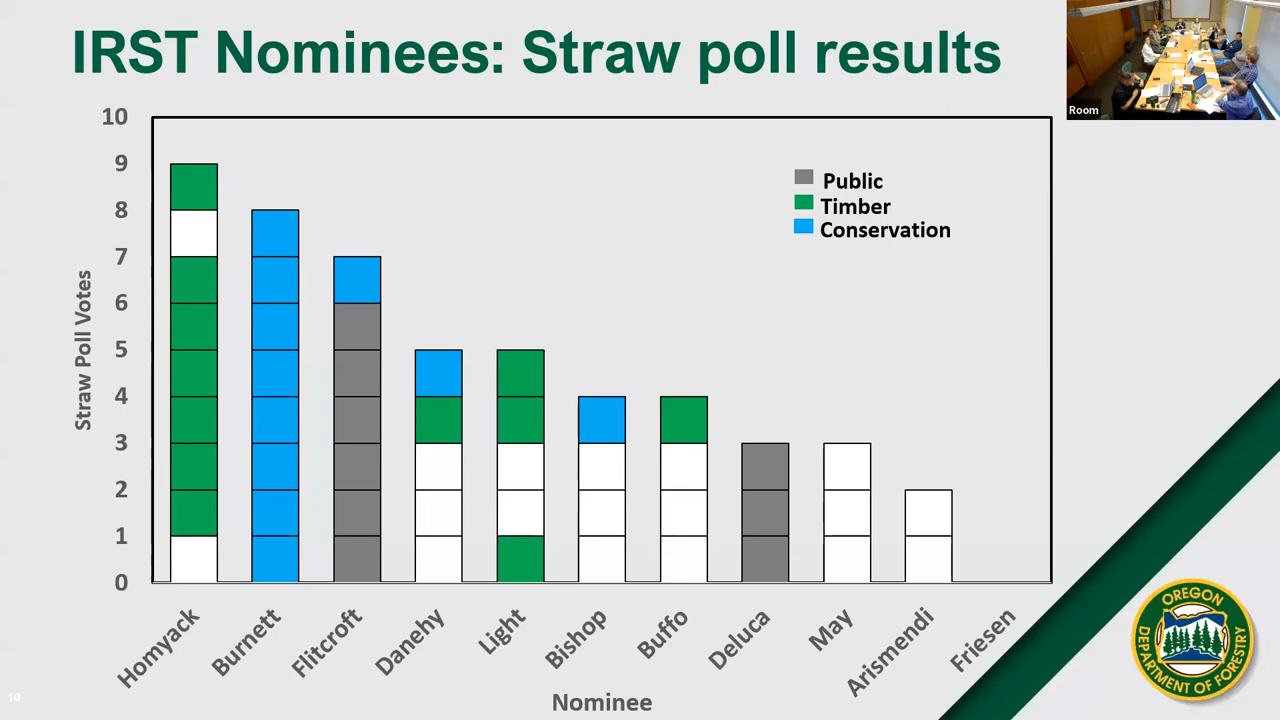 IRST Nominees: Straw poll results
Room
10
9
8
7
6
5
4
3
2
1
0
Straw Poll Votes
Public
Timber
Conservation
Homyack
Burnett
Flitcroft
Danehy
Light
Bishop
Buffo
Deluca
May
Arismendi
Friesen
Nominee
10
OREGON
DEPARTMENT OF FORESTRY